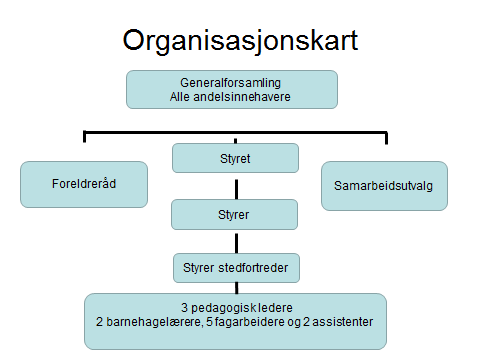 Organisasjonskart
Generalforsamling
Alle andelsinnehavere
Foreldreråd
Styret
Samarbeidsutvalg
Styrer
Styrer stedfortreder
3 pedagogisk ledere
2 barnehagelærere, 5 fagarbeidere og 2 assistenter